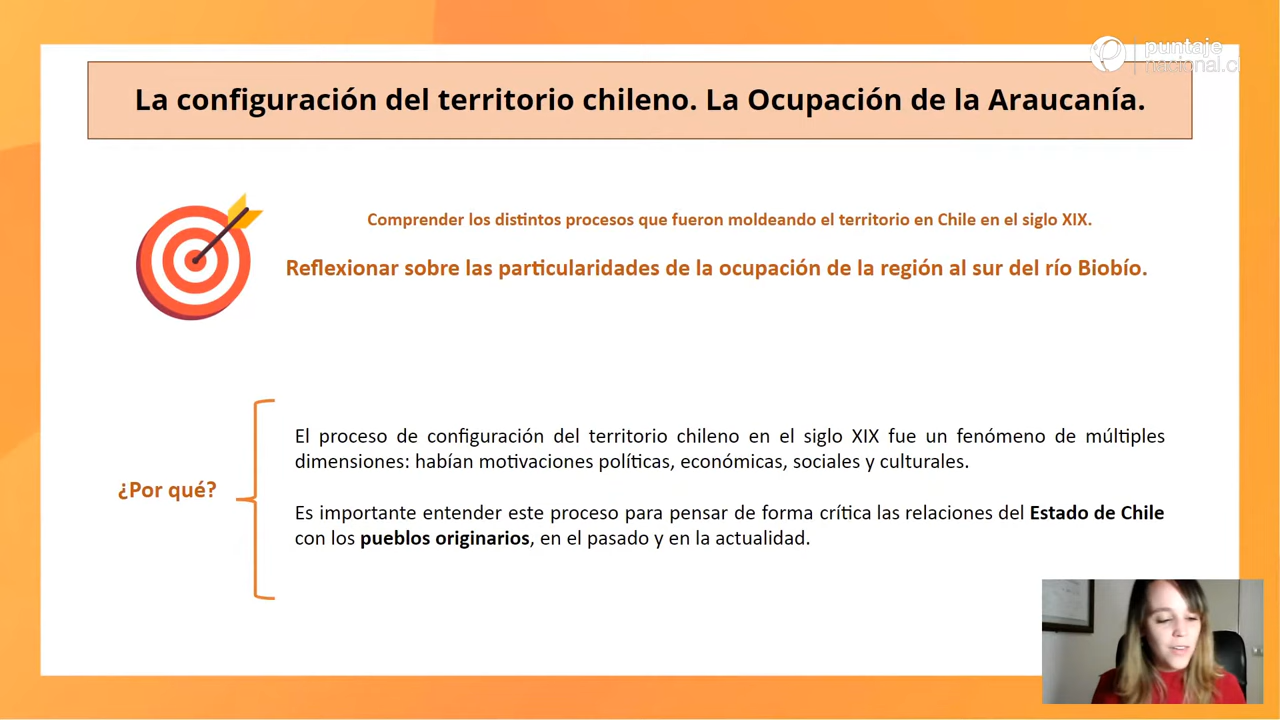 puntaje
nacional.cl
La configuración del territorio chileno. La Ocupación de la Araucanía.
Comprender los distintos procesos que fueron moldeando el territorio en Chile en el siglo XIX.
Reflexionar sobre las particularidades de la ocupación de la región al sur del río Biobío.
¿Por qué?
El proceso de configuración del territorio chileno en el siglo XIX fue un fenómeno de múltiples
dimensiones: habían motivaciones políticas, económicas, sociales y culturales.
Es importante entender este proceso para pensar de forma crítica las relaciones del Estado de Chile
con los pueblos originarios, en el pasado y en la actualidad.